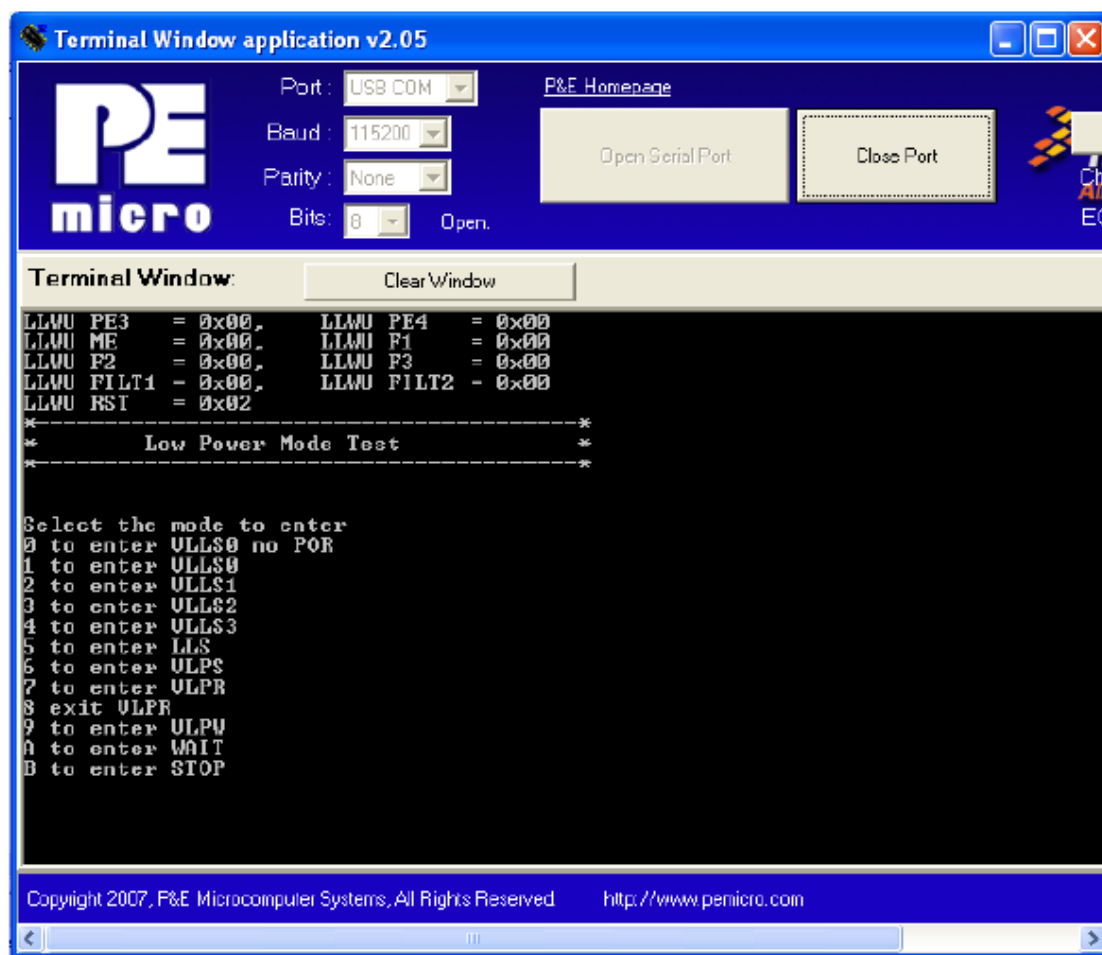 Terminal Window application v2.05
PE
micro
Port : USB COM
Baud : 115200
Parity : None
Bits: 8 Open.
P&E Homepage
Open Serial Port
Close Port
Terminal Window:
Clear Window
LLWU PE3 = 0x00, LLWU PE4 = 0x00
LLWU ME = 0x00, LLWU F1 = 0x00
LLWU F2 = 0x00, LLWU F3 = 0x00
LLWU FILT1 = 0x00, LLWU FILT2 = 0x00
LLWU RST = 0x02
*------------------------------------------*
* Low Power Mode Test *
*------------------------------------------*
Select the mode to enter
0 to enter VLLS0 no POR
1 to enter VLLS0
2 to enter VLLS1
3 to enter VLLS2
4 to enter VLLS3
5 to enter LLS
6 to enter VLPS
7 to enter VLPR
8 exit VLPR
9 to enter VLPW
A to enter WAIT
B to enter STOP
Copyright 2007, P&E Microcomputer Systems, All Rights Reserved. http://www.pemicro.com